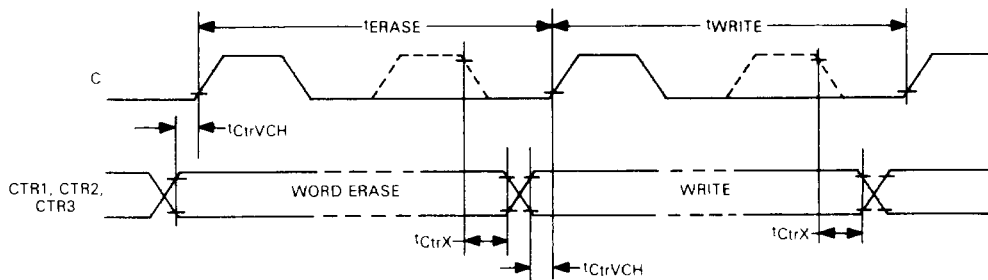 tERASE
tWRITE
C
tCtrVCH
CTR1, CTR2,
CTR3
WORD ERASE
WRITE
tCtrX
tCtrX
tCtrVCH